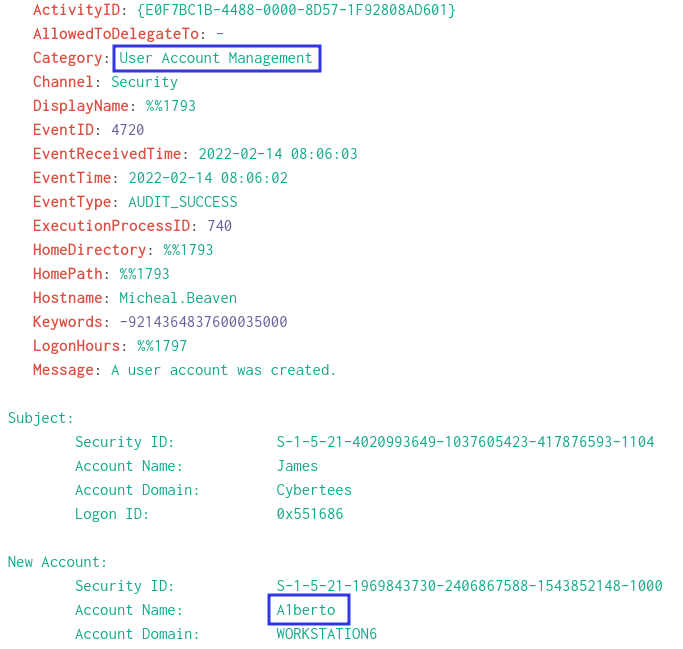 ActivityID: {E0F7BC1B-4488-0000-8D57-1F92808AD601}
AllowedToDelegateTo: -
Category: User Account Management
Channel: Security
DisplayName: %%1793
EventID: 4720
EventReceivedTime: 2022-02-14 08:06:03
EventTime: 2022-02-14 08:06:02
EventType: AUDIT_SUCCESS
ExecutionProcessID: 740
HomeDirectory: %%1793
HomePath: %%1793
Hostname: Micheal.Beaven
Keywords: -9214364837600035000
LogonHours: %%1797
Message: A user account was created.
Subject:
Security ID: S-1-5-21-4020993649-1037605423-417876593-1104
Account Name: James
Account Domain: Cybertees
Logon ID: 0x551686
New Account:
Security ID: S-1-5-21-1969843730-2406867588-1543852148-1000
Account Name: A1berto
Account Domain: WORKSTATION6